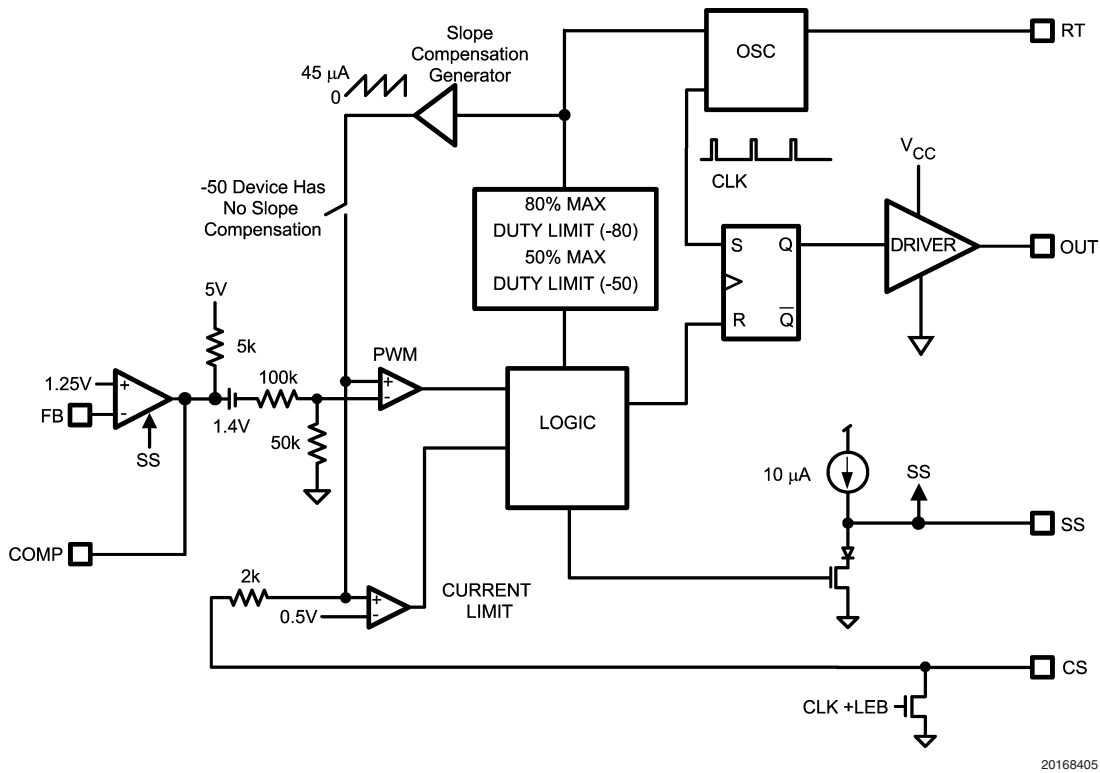 Slope
Compensation
Generator
45 μA
0
OSC
RT
CLK
VCC
-50 Device Has
No Slope
Compensation
80% MAX
DUTY LIMIT (-80)
50% MAX
DUTY LIMIT (-50)
S Q
R Q̅
DRIVER
OUT
5V
5k
1.25V
+
-
FB
SS
1.4V
100k
50k
PWM
+
-
LOGIC
10 μA
SS
SS
COMP
2k
0.5V
+
-
CURRENT
LIMIT
CS
CLK +LEB
20168405